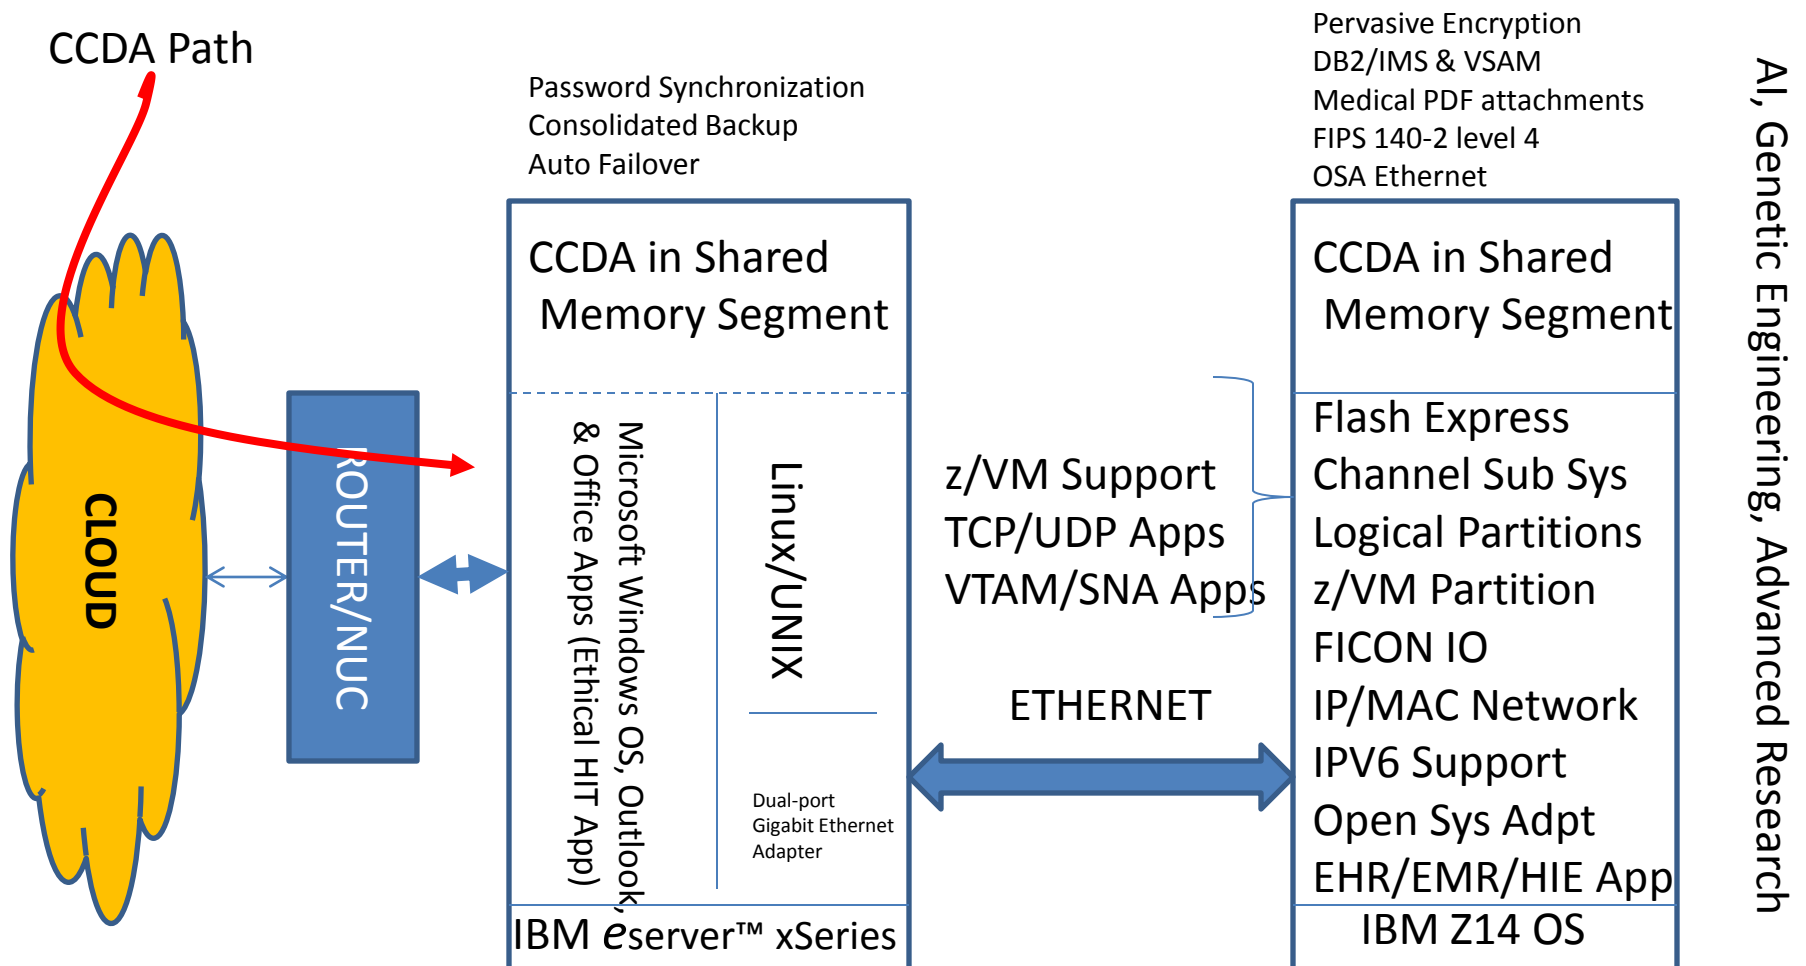 CCDA Path
CLOUD
ROUTER/NUC
Password Synchronization
Consolidated Backup
Auto Failover
CCDA in Shared
Memory Segment
Microsoft Windows OS, Outlook,
& Office Apps (Ethical HIT App)
Linux/UNIX
Dual-port
Gigabit Ethernet
Adapter
IBM eserver™ xSeries
z/VM Support
TCP/UDP Apps
VTAM/SNA Apps
ETHERNET
Pervasive Encryption
DB2/IMS & VSAM
Medical PDF attachments
FIPS 140-2 level 4
OSA Ethernet
CCDA in Shared
Memory Segment
Flash Express
Channel Sub Sys
Logical Partitions
z/VM Partition
FICON IO
IP/MAC Network
IPV6 Support
Open Sys Adpt
EHR/EMR/HIE App
IBM Z14 OS
AI, Genetic Engineering, Advanced Research